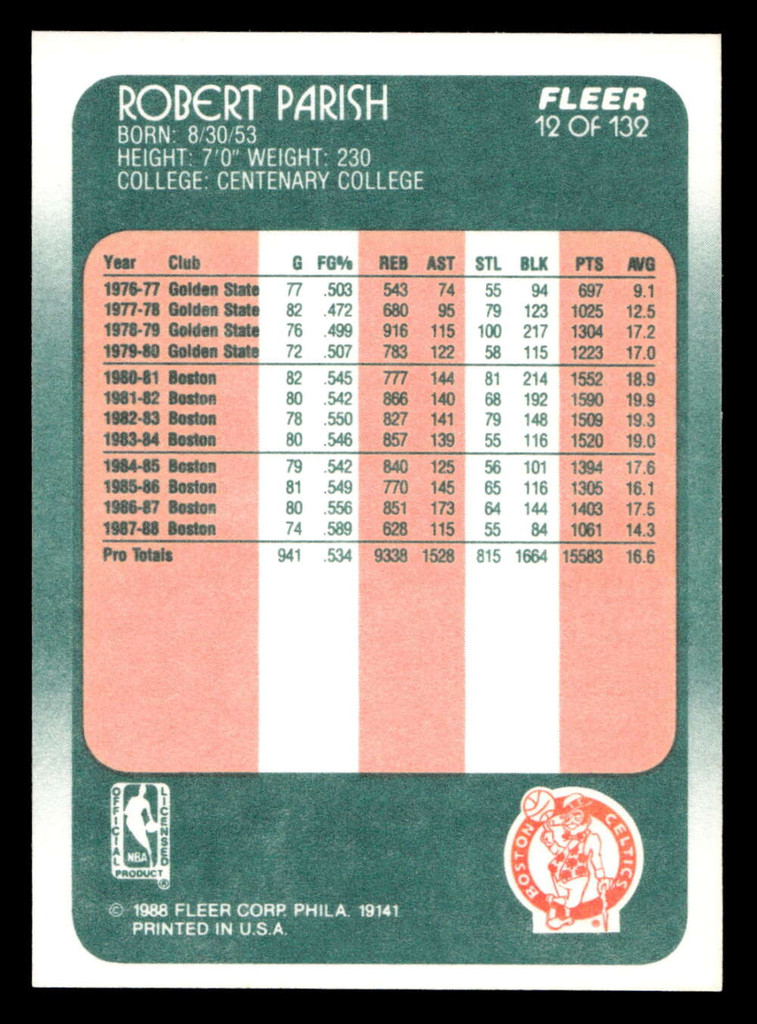 ROBERT PARISH
FLEER
12 OF 132
BORN: 8/30/53
HEIGHT: 7'0" WEIGHT: 230
COLLEGE: CENTENARY COLLEGE
Year Club G FG% REB AST STL BLK PTS AVG
1976-77 Golden State 77 .503 543 74 55 94 697 9.1
1977-78 Golden State 82 .472 680 95 79 123 1025 12.5
1978-79 Golden State 76 .499 916 115 100 217 1304 17.2
1979-80 Golden State 72 .507 783 122 58 115 1223 17.0
1980-81 Boston 82 .545 777 144 81 214 1552 18.9
1981-82 Boston 80 .542 866 140 68 192 1590 19.9
1982-83 Boston 78 .550 827 141 79 148 1509 19.3
1983-84 Boston 80 .546 857 139 55 116 1520 19.0
1984-85 Boston 79 .542 840 125 56 101 1394 17.6
1985-86 Boston 81 .549 770 145 65 116 1305 16.1
1986-87 Boston 80 .556 851 173 64 144 1403 17.5
1987-88 Boston 74 .589 628 115 55 84 1061 14.3
Pro Totals 941 .534 9338 1528 815 1664 15583 16.6
OFFICIAL LICENSED
NBA
PRODUCT ®
BOSTON CELTICS
© 1988 FLEER CORP. PHILA. 19141
PRINTED IN U.S.A.